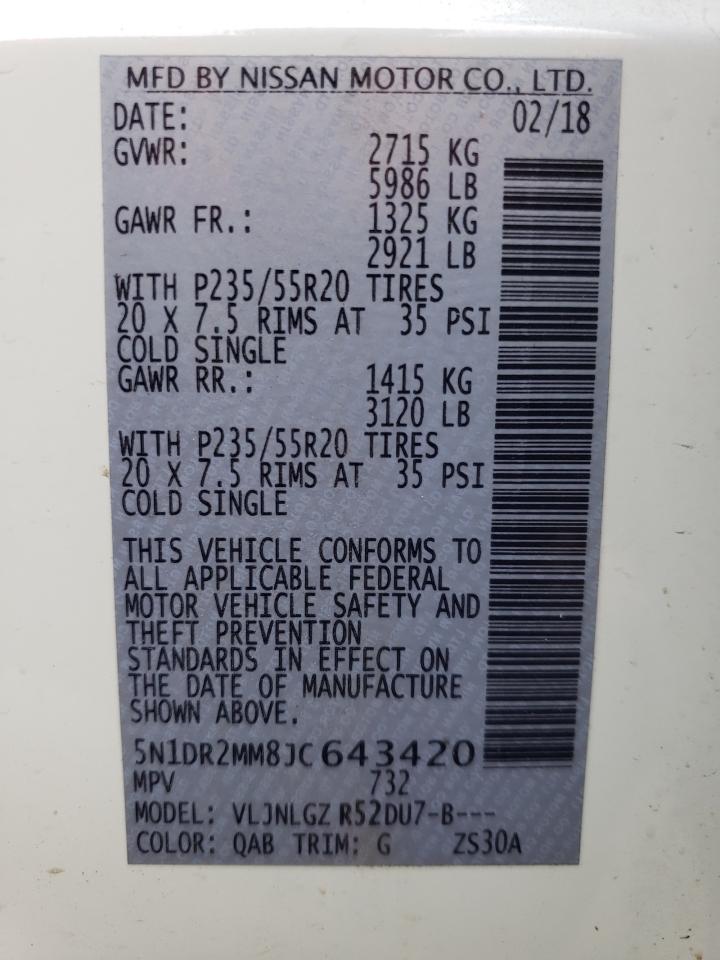 MFD BY NISSAN MOTOR CO., LTD.
DATE: 02/18
GVWR: 2715 KG
5986 LB
GAWR FR.: 1325 KG
2921 LB
WITH P235/55R20 TIRES
20 X 7.5 RIMS AT 35 PSI
COLD SINGLE
GAWR RR.: 1415 KG
3120 LB
WITH P235/55R20 TIRES
20 X 7.5 RIMS AT 35 PSI
COLD SINGLE
THIS VEHICLE CONFORMS TO
ALL APPLICABLE FEDERAL
MOTOR VEHICLE SAFETY AND
THEFT PREVENTION
STANDARDS IN EFFECT ON
THE DATE OF MANUFACTURE
SHOWN ABOVE.
5N1DR2MM8JC643420
MPV 732
MODEL: VLJNLGZ R52DU7-B---
COLOR: QAB TRIM: G ZS30A